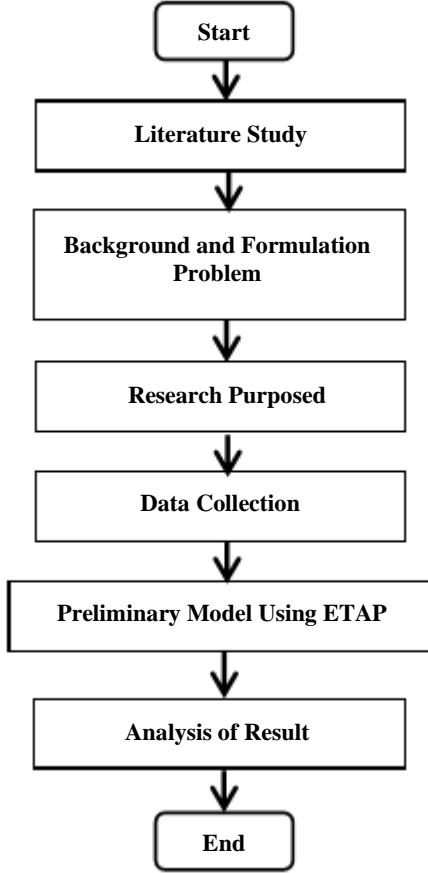 Start
Literature Study
Background and Formulation
Problem
Research Purposed
Data Collection
Preliminary Model Using ETAP
Analysis of Result
End